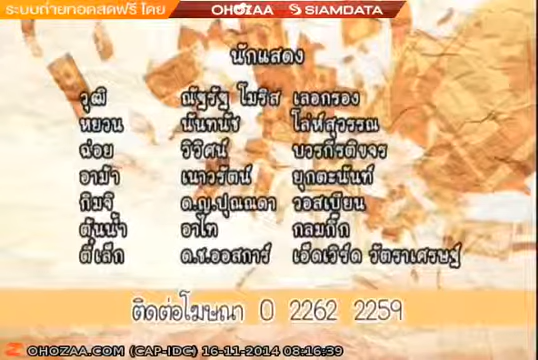 ระบบถ่ายทอดสดฟรี โดย OHOZAA SIAMDATA
นักแสดง
วุฒิ ณัฐรัฐ โมริส เลอกรอง
หยวน นันทนัช โล่ห์สุวรรณ
ฉ่อย วิริศน์ บวรกีรติขจร
อาม้า เนาวรัตน์ ยุกตะนันท์
กิมจิ ด.ญ.ปุณณดา วอสเบียน
ตุ๋นน้ำ อาไท กลมกิ๊ก
ตี๋เล็ก ด.ช.ออสการ์ เอ็ดเวิร์ด วัตราเศรษฐ์
ติดต่อโฆษณา 0 2262 2259
OHOZAA.COM (CAP-IDC) 16-11-2014 08:16:39